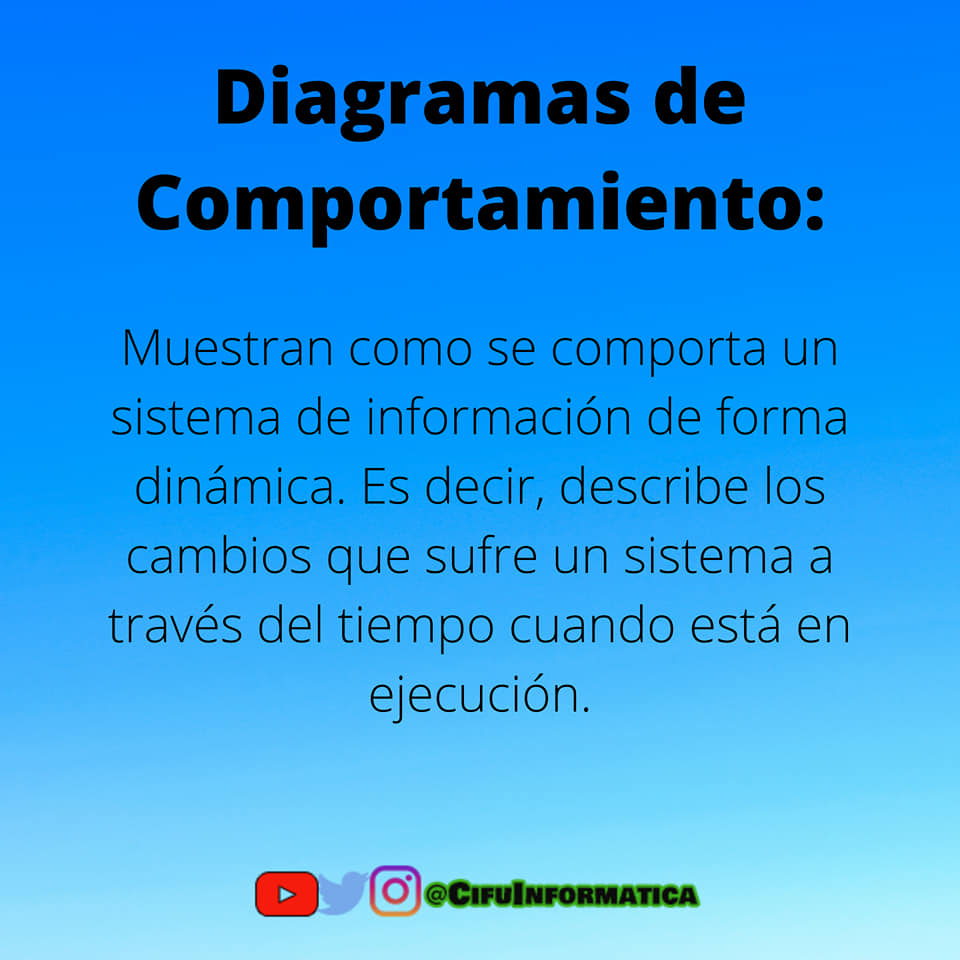 Diagramas de
Comportamiento:
Muestran como se comporta un
sistema de información de forma
dinámica. Es decir, describe los
cambios que sufre un sistema a
través del tiempo cuando está en
ejecución.
@CifuInformatica